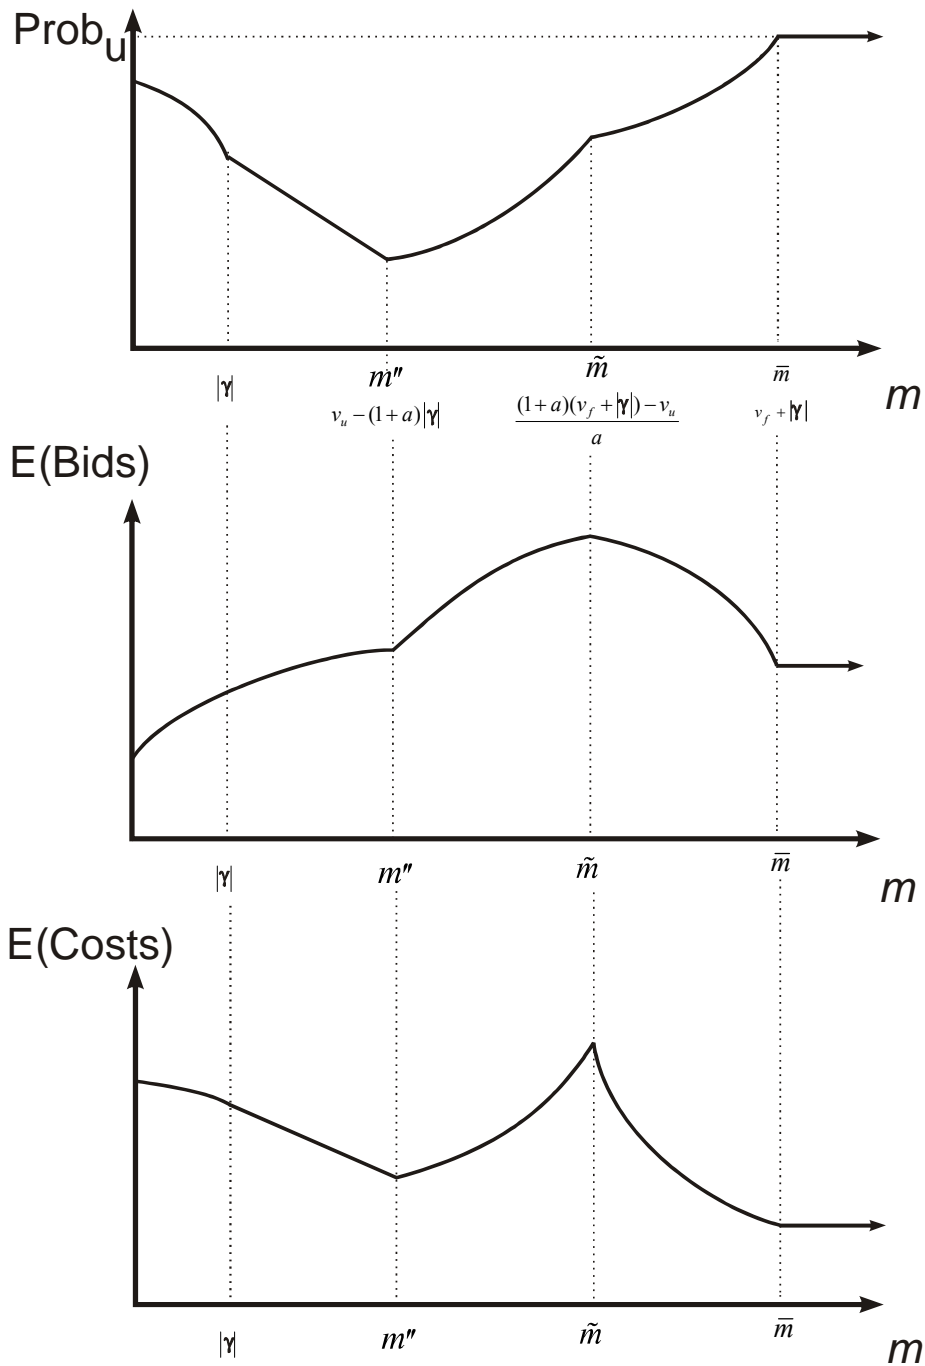 Prob_u
|γ| m″ m̃ m̄ m
v_u − (1+a)|γ| ((1+a)(v_f + |γ|) − v_u)/a v_f + |γ|
E(Bids)
|γ| m″ m̃ m̄ m
E(Costs)
|γ| m″ m̃ m̄ m